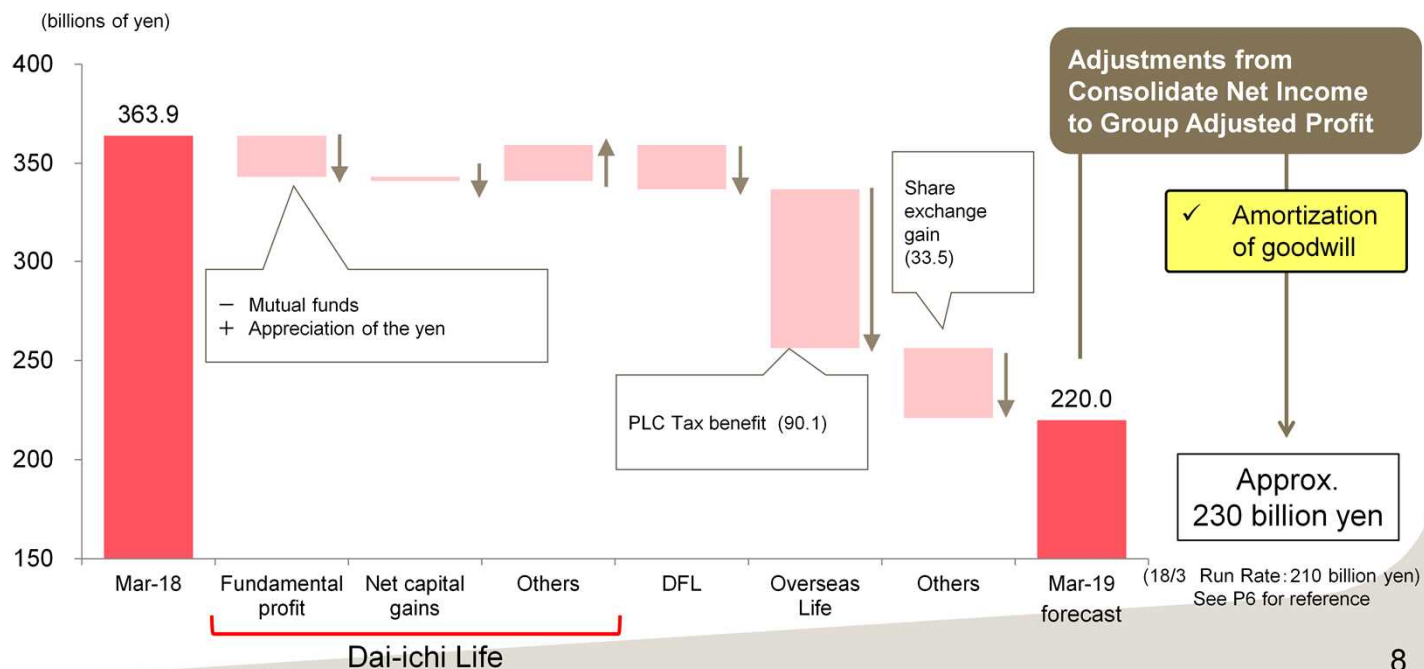 (billions of yen)
400
350
300
250
200
150
363.9
− Mutual funds
+ Appreciation of the yen
PLC Tax benefit (90.1)
Share
exchange
gain
(33.5)
220.0
Adjustments from
Consolidate Net Income
to Group Adjusted Profit
✓ Amortization
of goodwill
Approx.
230 billion yen
(18/3 Run Rate:210 billion yen)
See P6 for reference
Mar-18
Fundamental
profit
Net capital
gains
Others
DFL
Overseas
Life
Others
Mar-19
forecast
Dai-ichi Life
8